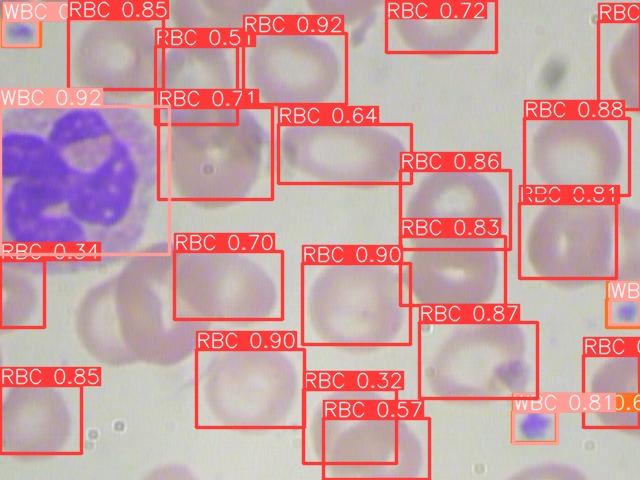 WBC
RBC 0.85
RBC 0.51
RBC 0.92
RBC 0.72
RBC
WBC 0.92
RBC 0.71
RBC 0.64
RBC 0.88
RBC 0.86
RBC 0.81
RBC 0.83
RBC 0.34
RBC 0.70
RBC 0.90
WB
RBC 0.87
RBC 0.90
RBC
RBC 0.85
RBC 0.32
RBC 0.57
WBC 0.81